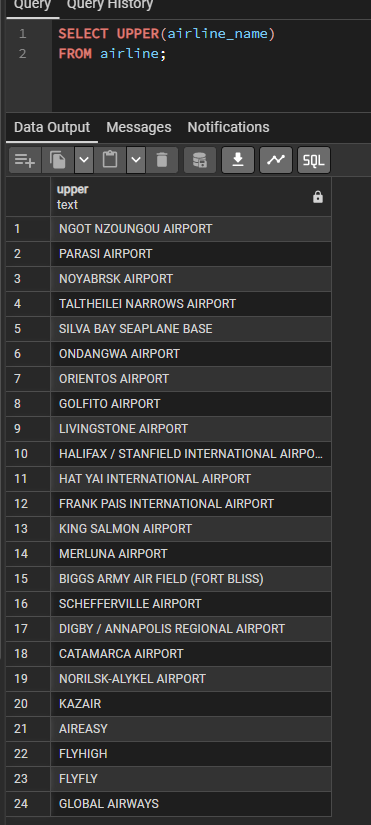 Query Query History
1 SELECT UPPER(airline_name)
2 FROM airline;
Data Output Messages Notifications
SQL
upper
text
1 NGOT NZOUNGOU AIRPORT
2 PARASI AIRPORT
3 NOYABRSK AIRPORT
4 TALTHEILEI NARROWS AIRPORT
5 SILVA BAY SEAPLANE BASE
6 ONDANGWA AIRPORT
7 ORIENTOS AIRPORT
8 GOLFITO AIRPORT
9 LIVINGSTONE AIRPORT
10 HALIFAX / STANFIELD INTERNATIONAL AIRPO...
11 HAT YAI INTERNATIONAL AIRPORT
12 FRANK PAIS INTERNATIONAL AIRPORT
13 KING SALMON AIRPORT
14 MERLUNA AIRPORT
15 BIGGS ARMY AIR FIELD (FORT BLISS)
16 SCHEFFERVILLE AIRPORT
17 DIGBY / ANNAPOLIS REGIONAL AIRPORT
18 CATAMARCA AIRPORT
19 NORILSK-ALYKEL AIRPORT
20 KAZAIR
21 AIREASY
22 FLYHIGH
23 FLYFLY
24 GLOBAL AIRWAYS